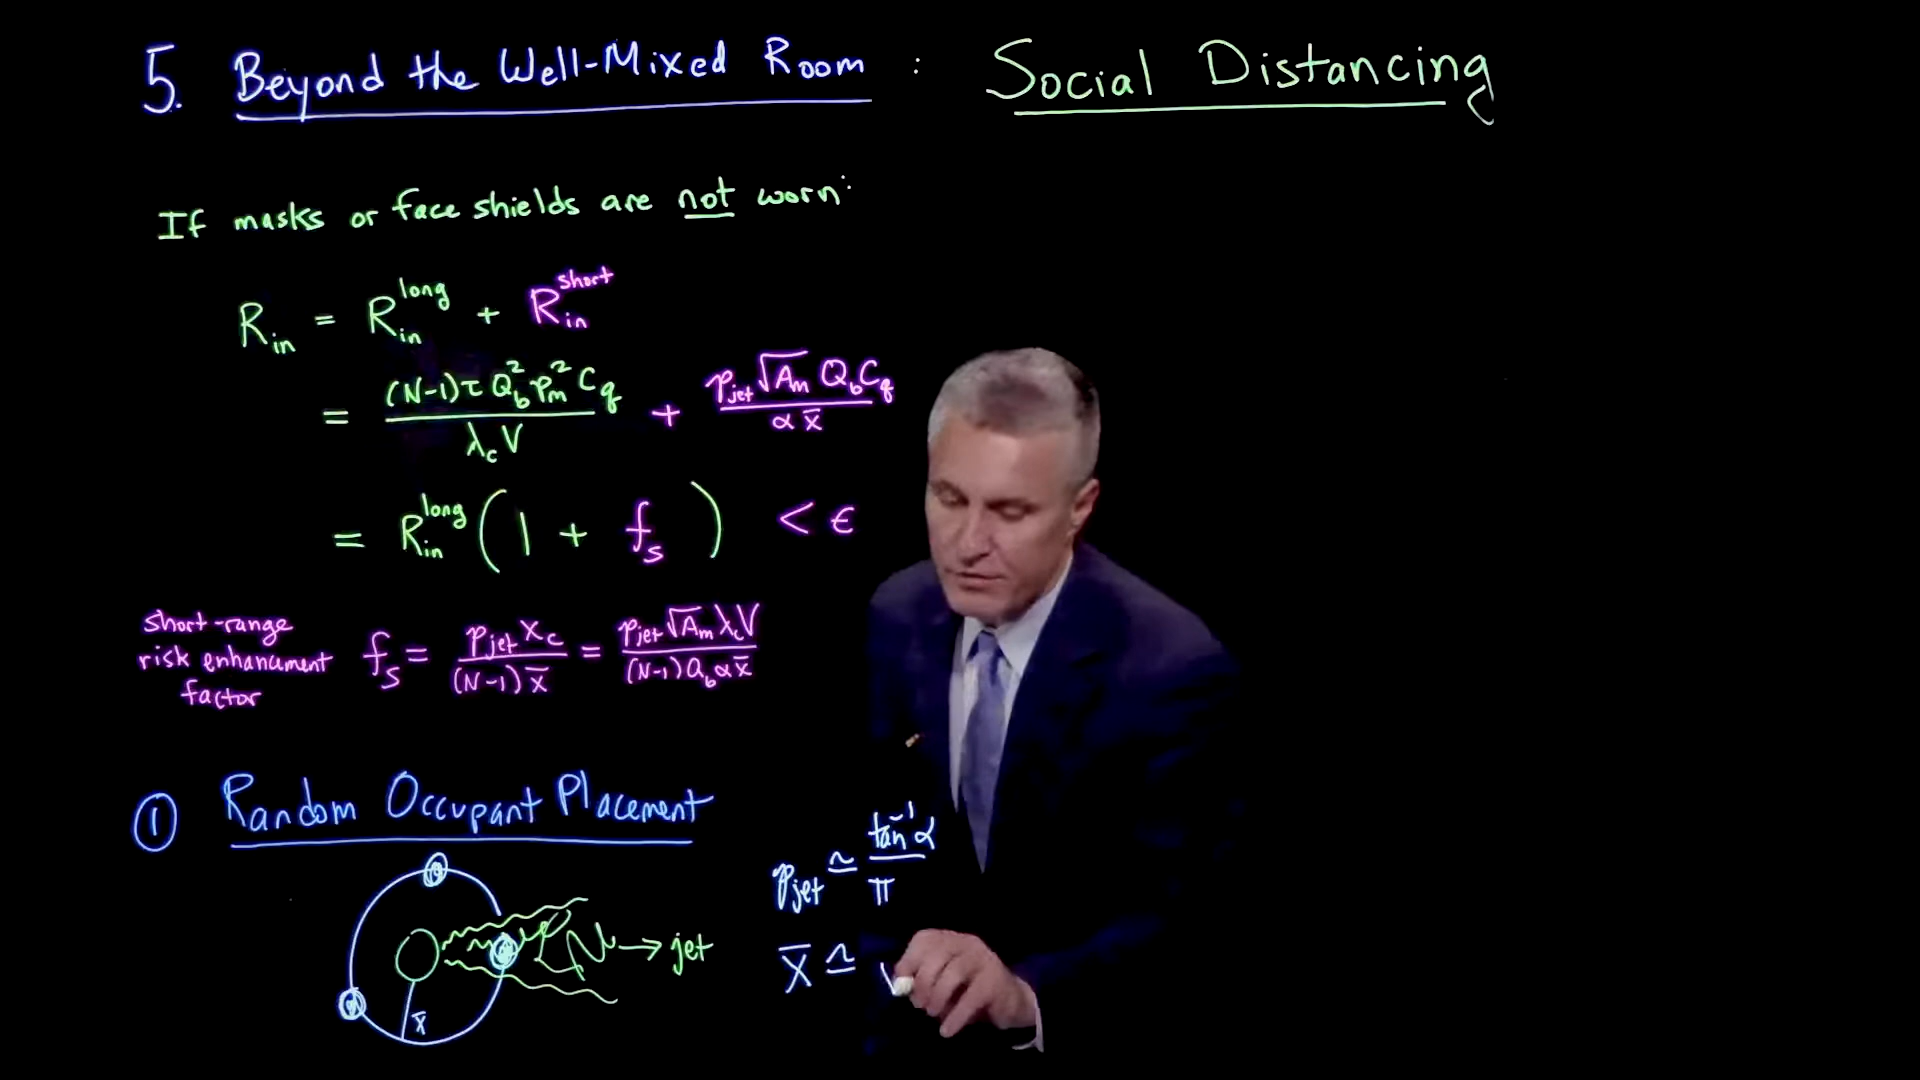 5. Beyond the Well-Mixed Room : Social Distancing
If masks or face shields are not worn:
R_in = R_in^long + R_in^short
= (N-1)τ Q_b^2 p_m^2 C_q / λ_c V + p_jet √A_m Q_b C_q / α x̄
= R_in^long (1 + f_s) < ϵ
short-range
risk enhancement
factor
f_s = p_jet x_c / (N-1) x̄ = p_jet √A_m λ_c V / (N-1) Q_b α x̄
① Random Occupant Placement
p_jet ≃ tan^-1 α / π
→ jet
x̄ ≃
x̄